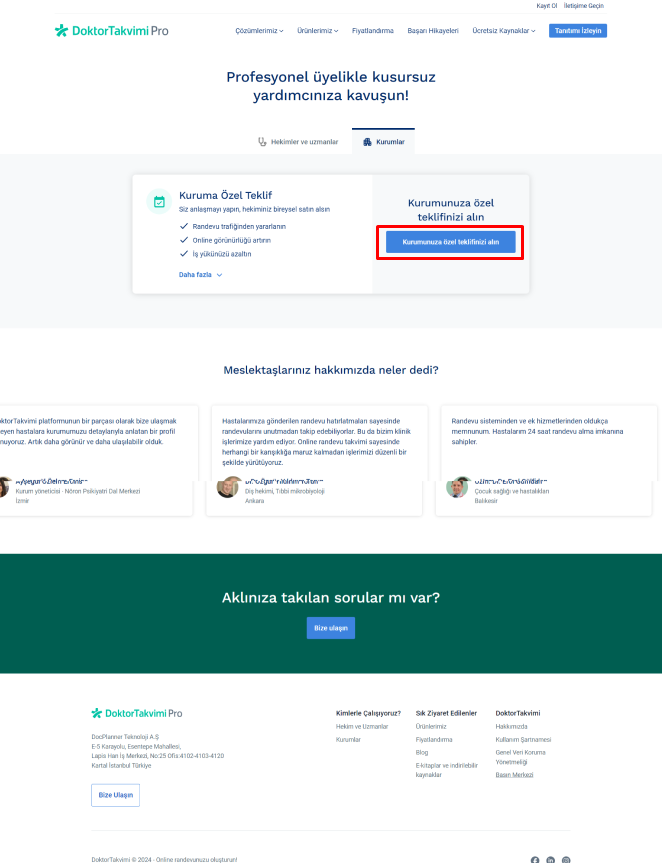 Kayıt Ol İletişime Geçin
DoktorTakvimi Pro
Çözümlerimiz Ürünlerimiz Fiyatlandırma Başarı Hikayeleri Ücretsiz Kaynaklar Tanıtımı İzleyin
Profesyonel üyelikle kusursuz
yardımcınıza kavuşun!
Hekimler ve uzmanlar Kurumlar
Kuruma Özel Teklif
Siz anlaşmayı yapın, hekiminiz bireysel satın alsın
Randevu trafiğinden yararlanın
Online görünürlüğü artırın
İş yükünüzü azaltın
Daha fazla
Kurumunuza özel
teklifinizi alın
Kurumunuza özel teklifinizi alın
Meslektaşlarınız hakkımızda neler dedi?
ktorTakvimi platformunun bir parçası olarak bize ulaşmak
eyen hastalara kurumumuzu detaylarıyla anlatan bir profil
nuyoruz. Artık daha görünür ve daha ulaşılabilir olduk.
Kurum yöneticisi - Nöron Psikiyatri Dal Merkezi
İzmir
Hastalarımıza gönderilen randevu hatırlatmaları sayesinde
randevularını unutmadan takip edebiliyorlar. Bu da bizim klinik
işlerimize yardım ediyor. Online randevu takvimi sayesinde
herhangi bir karışıklığa maruz kalmadan işlerimizi düzenli bir
şekilde yürütüyoruz.
Diş hekimi, Tıbbi mikrobiyoloji
Ankara
Randevu sisteminden ve ek hizmetlerinden oldukça
memnunum. Hastalarım 24 saat randevu alma imkanına
sahipler.
Çocuk sağlığı ve hastalıkları
Balıkesir
Aklınıza takılan sorular mı var?
Bize ulaşın
DoktorTakvimi Pro
DocPlanner Teknoloji A.Ş
E-5 Karayolu, Esentepe Mahallesi,
Lapis Han İş Merkezi, No:25 Ofis:4102-4103-4120
Kartal İstanbul Türkiye
Bize Ulaşın
Kimlerle Çalışıyoruz?
Hekim ve Uzmanlar
Kurumlar
Sık Ziyaret Edilenler
Ürünlerimiz
Fiyatlandırma
Blog
E-kitaplar ve indirilebilir
kaynaklar
DoktorTakvimi
Hakkımızda
Kullanım Şartnamesi
Genel Veri Koruma
Yönetmeliği
Basın Merkezi
DoktorTakvimi © 2024 - Online randevunuzu oluşturun!